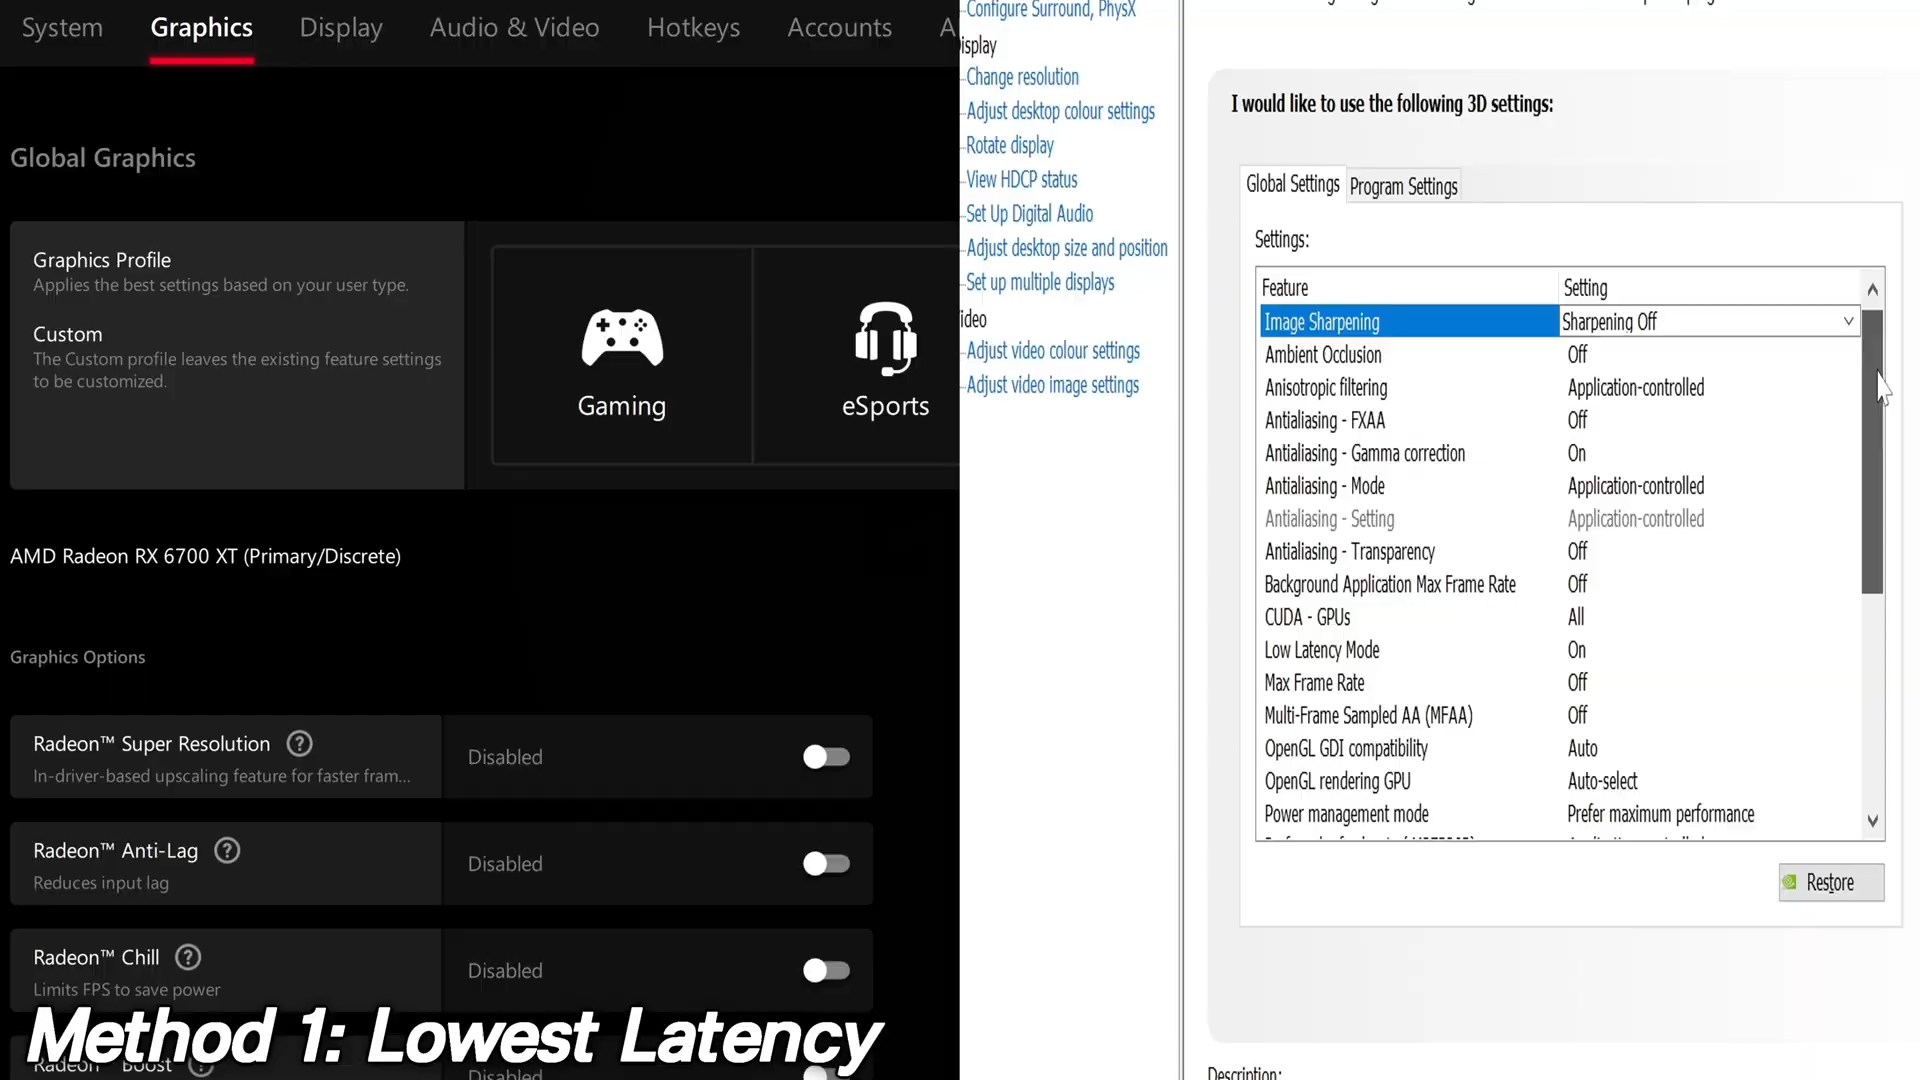 System Graphics Display Audio & Video Hotkeys Accounts A
Global Graphics
Graphics Profile
Applies the best settings based on your user type.
Custom
The Custom profile leaves the existing feature settings
to be customized.
Gaming
eSports
AMD Radeon RX 6700 XT (Primary/Discrete)
Graphics Options
Radeon™ Super Resolution ?
In-driver-based upscaling feature for faster fram...
Disabled
Radeon™ Anti-Lag ?
Reduces input lag
Disabled
Radeon™ Chill ?
Limits FPS to save power
Disabled
Method 1: Lowest Latency
Radeon™ Boost ?
Disabled
Configure Surround, PhysX
isplay
Change resolution
Adjust desktop colour settings
Rotate display
View HDCP status
Set Up Digital Audio
Adjust desktop size and position
Set up multiple displays
ideo
Adjust video colour settings
Adjust video image settings
I would like to use the following 3D settings:
Global Settings Program Settings
Settings:
Feature Setting
Image Sharpening Sharpening Off
Ambient Occlusion Off
Anisotropic filtering Application-controlled
Antialiasing - FXAA Off
Antialiasing - Gamma correction On
Antialiasing - Mode Application-controlled
Antialiasing - Setting Application-controlled
Antialiasing - Transparency Off
Background Application Max Frame Rate Off
CUDA - GPUs All
Low Latency Mode On
Max Frame Rate Off
Multi-Frame Sampled AA (MFAA) Off
OpenGL GDI compatibility Auto
OpenGL rendering GPU Auto-select
Power management mode Prefer maximum performance
Restore
Description: